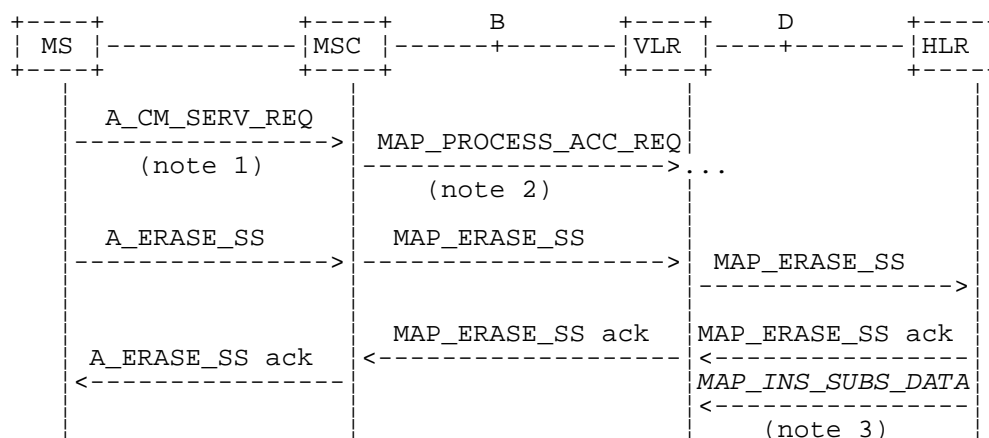 B D
MS MSC VLR HLR
A_CM_SERV_REQ
MAP_PROCESS_ACC_REQ
(note 1)
...
(note 2)
A_ERASE_SS MAP_ERASE_SS
MAP_ERASE_SS
MAP_ERASE_SS ack MAP_ERASE_SS ack
A_ERASE_SS ack
MAP_INS_SUBS_DATA
(note 3)